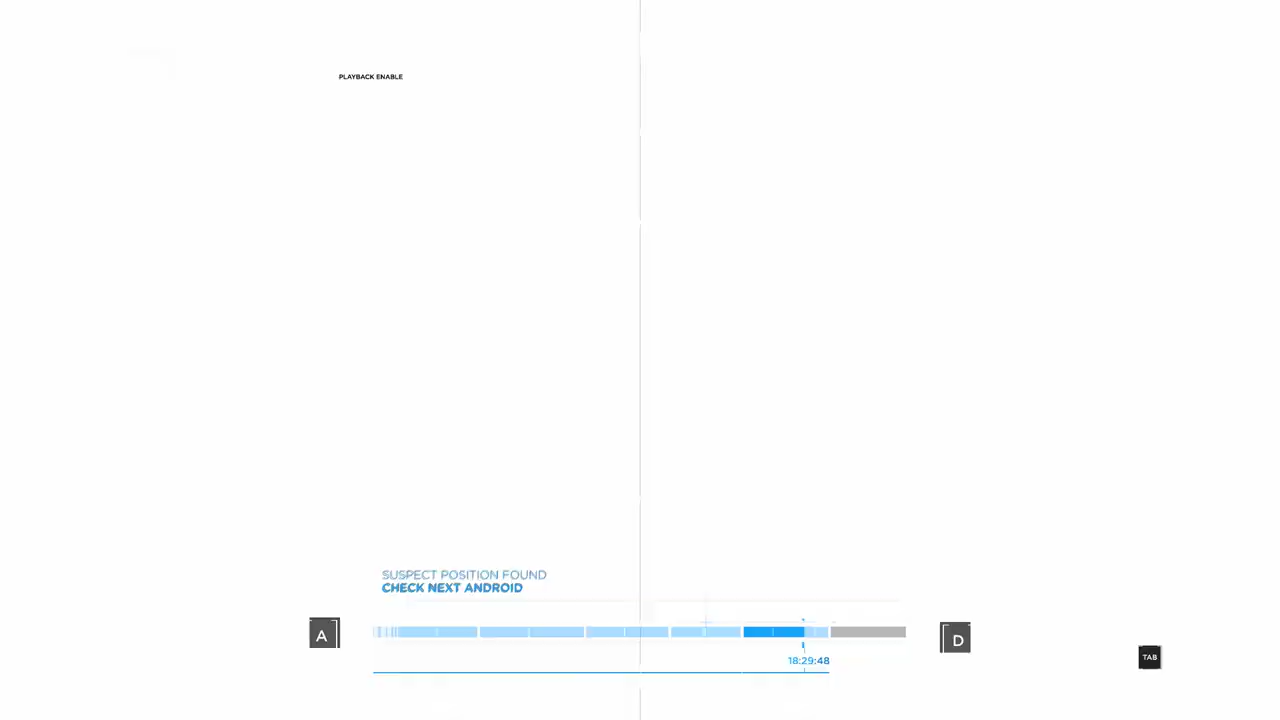 PLAYBACK ENABLE
SUSPECT POSITION FOUND
CHECK NEXT ANDROID
A
D
18:29:48
TAB